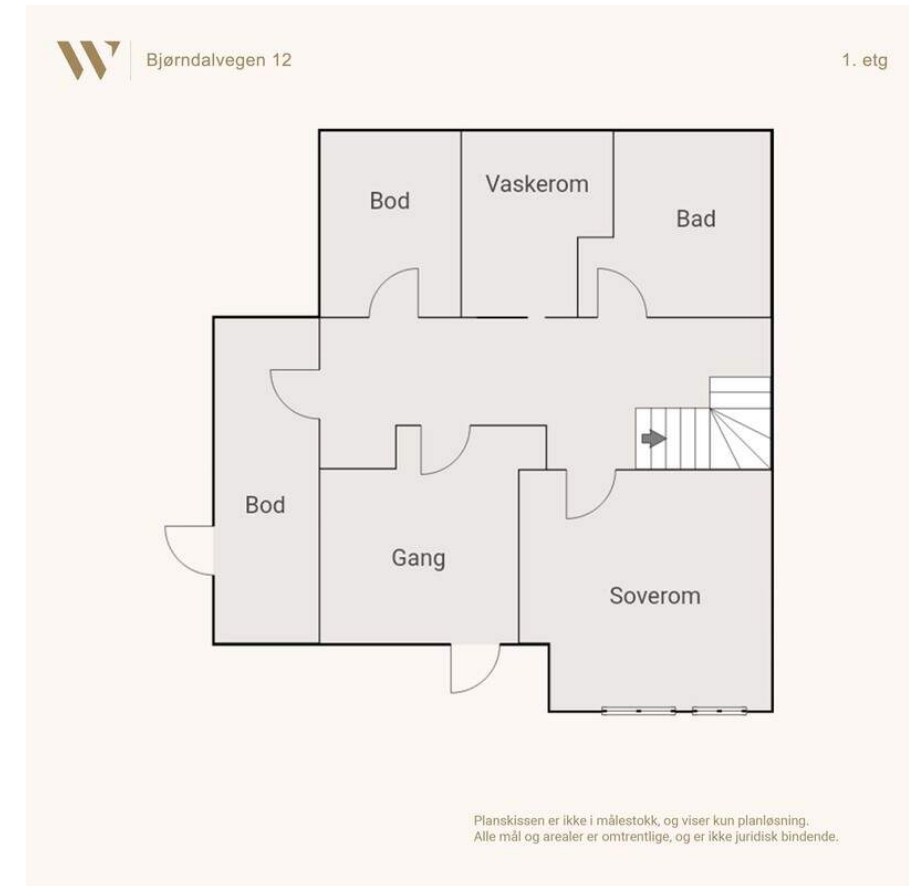 W
Bjørndalvegen 12
1. etg
Bod
Vaskerom
Bad
Bod
Gang
Soverom
Planskissen er ikke i målestokk, og viser kun planløsning.
Alle mål og arealer er omtrentlige, og er ikke juridisk bindende.